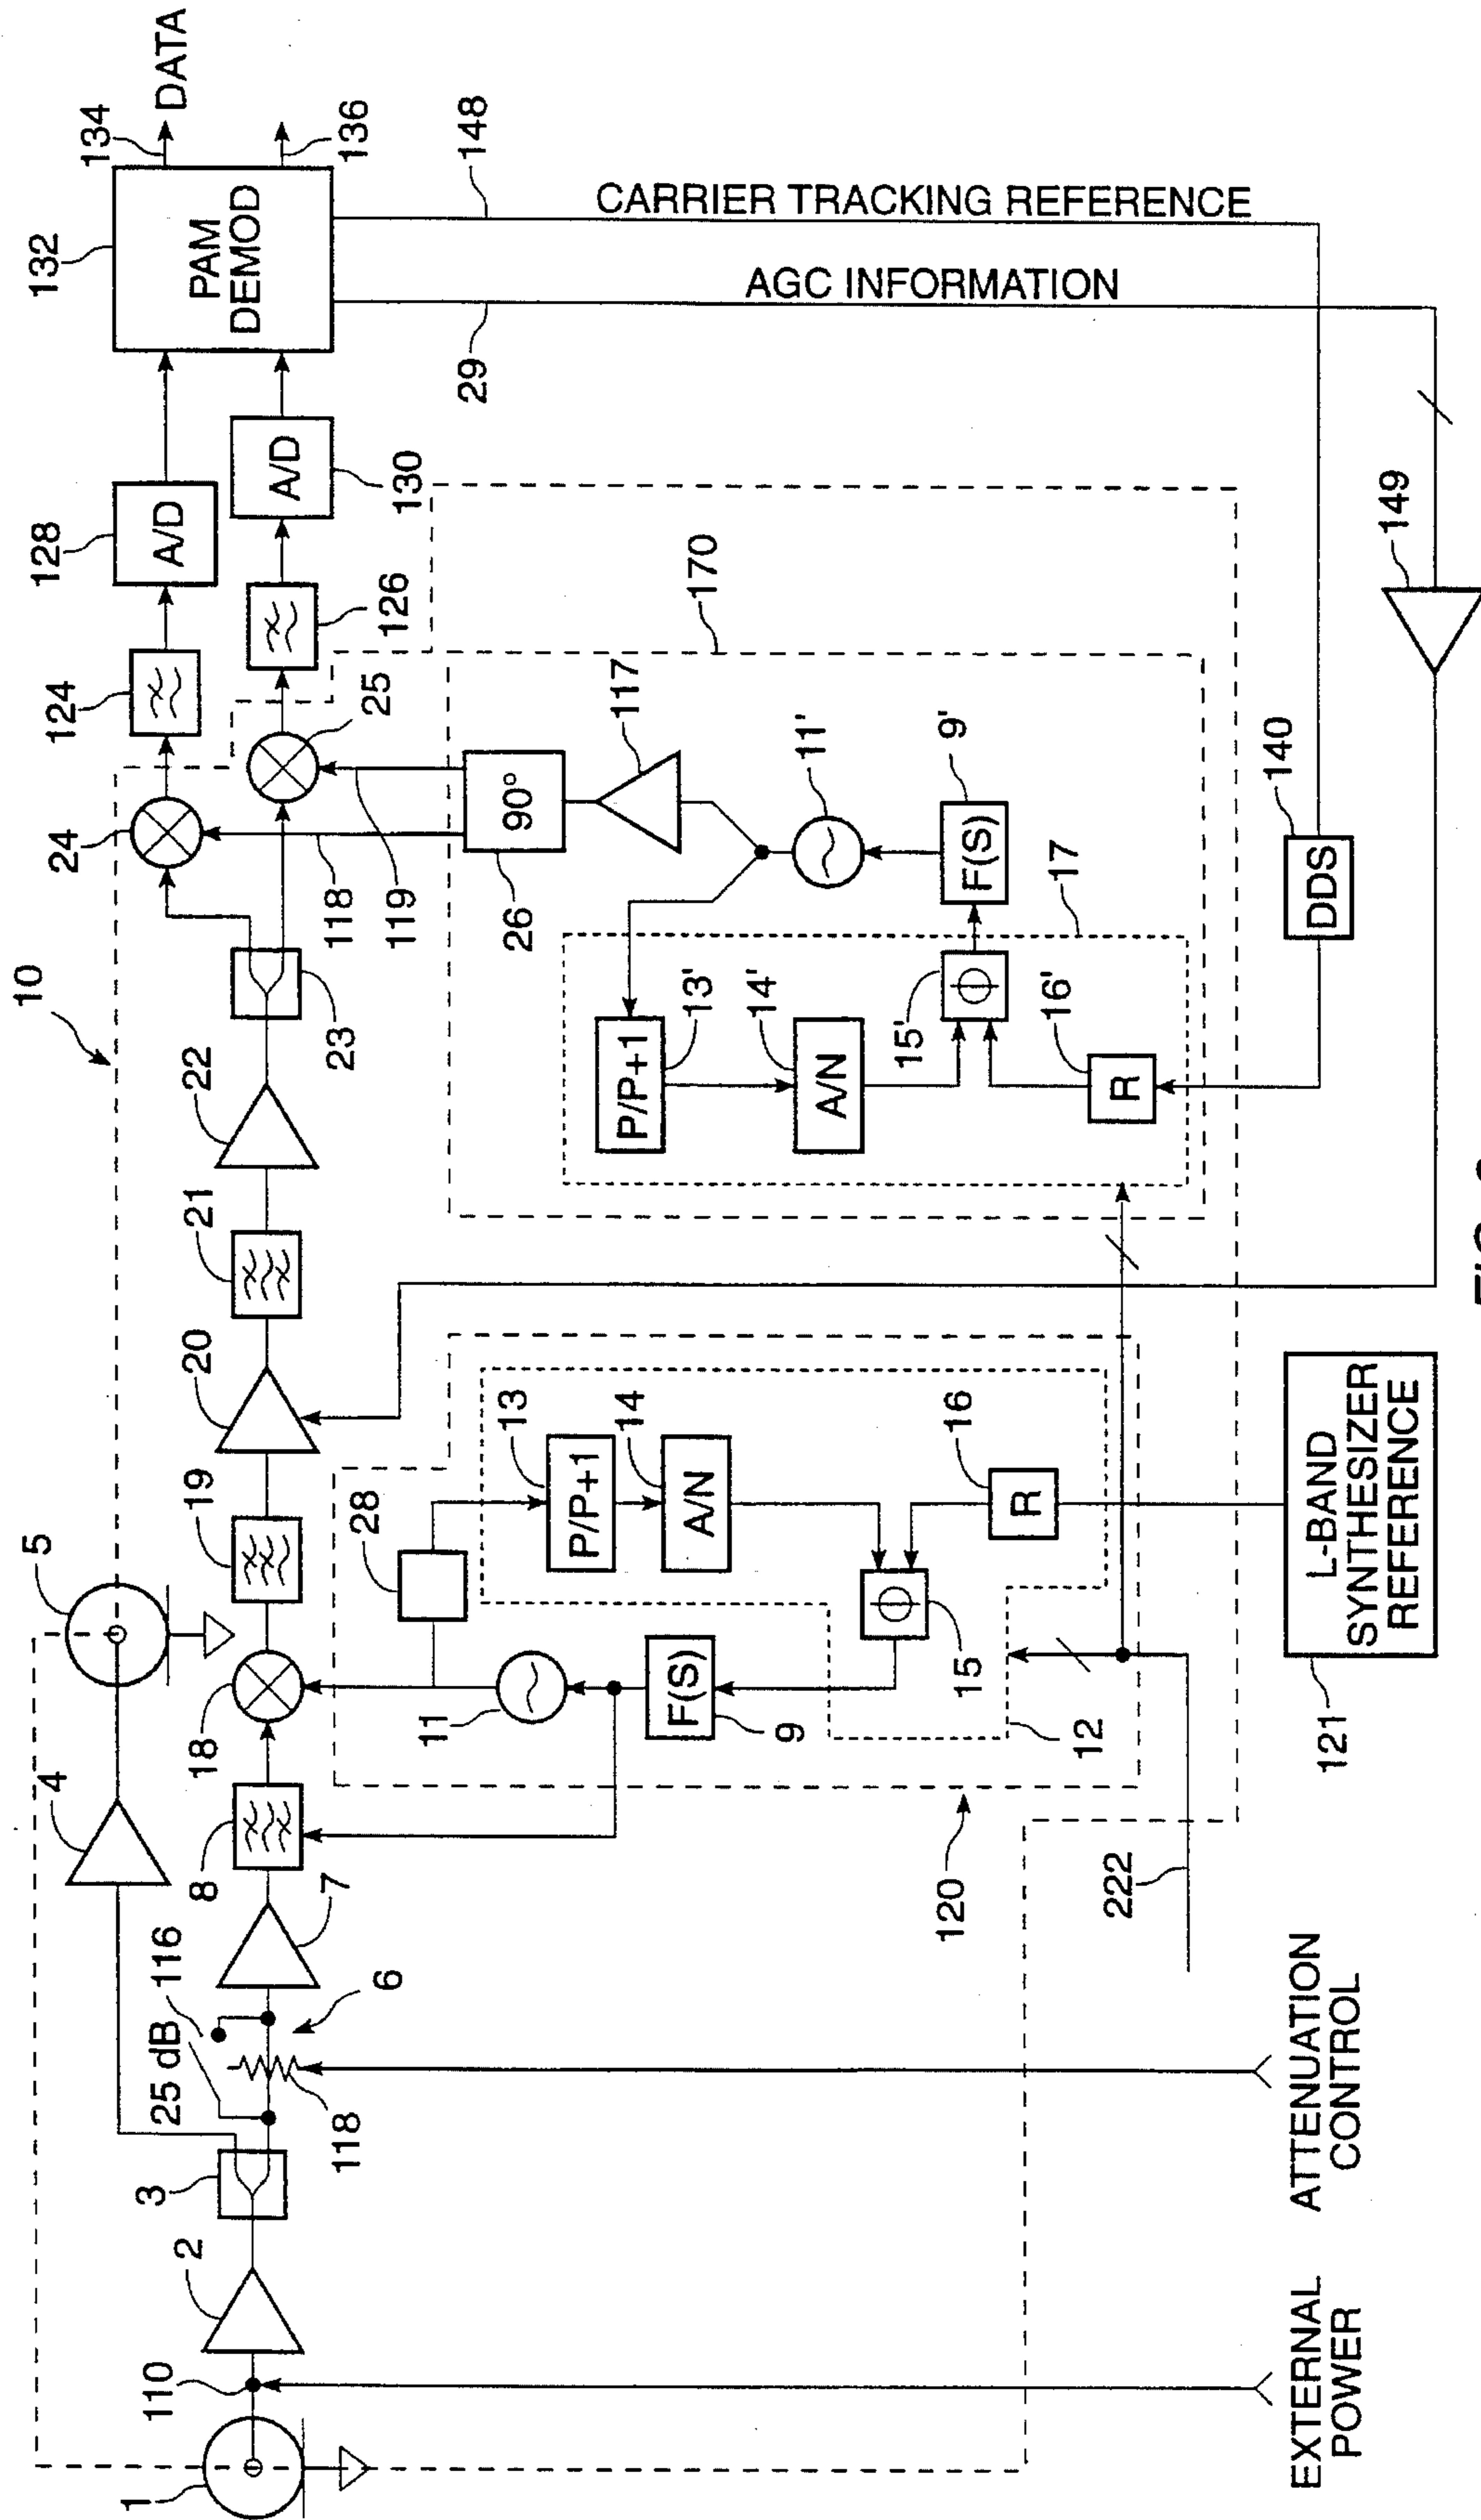 10
5
4
1
110
2
3
25 dB
116
118
6
7
8
18
19
20
21
22
23
24
25
124
126
128
A/D
130
A/D
132
PAM
DEMOD
134
DATA
136
148
CARRIER TRACKING REFERENCE
29
AGC INFORMATION
149
170
117
11'
9'
F(S)
90°
26
118
119
17
140
DDS
P/P+1
13'
A/N
14'
15'
16'
R
28
13
P/P+1
14
A/N
16
R
15
11
F(S)
9
12
120
222
121
L-BAND
SYNTHESIZER
REFERENCE
EXTERNAL
POWER
ATTENUATION
CONTROL